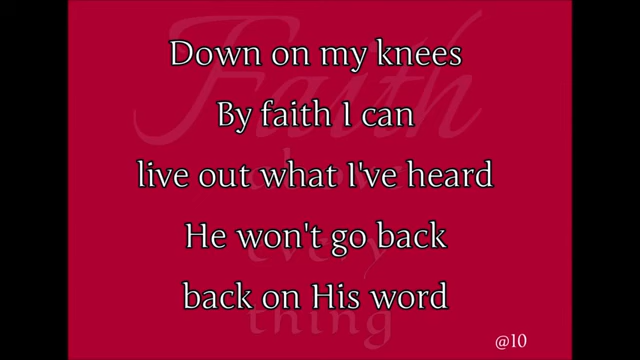 Down on my knees
By faith I can
live out what I've heard
He won't go back
back on His word
Faith
above
every
thing
@10